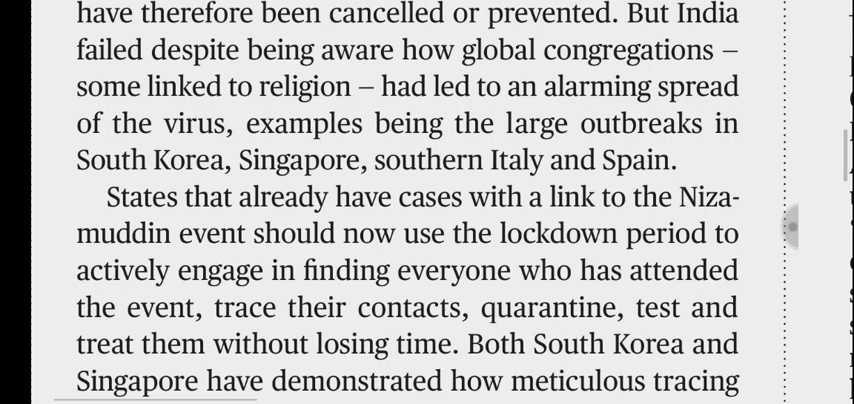 have therefore been cancelled or prevented. But India
failed despite being aware how global congregations –
some linked to religion – had led to an alarming spread
of the virus, examples being the large outbreaks in
South Korea, Singapore, southern Italy and Spain.
States that already have cases with a link to the Niza-
muddin event should now use the lockdown period to
actively engage in finding everyone who has attended
the event, trace their contacts, quarantine, test and
treat them without losing time. Both South Korea and
Singapore have demonstrated how meticulous tracing